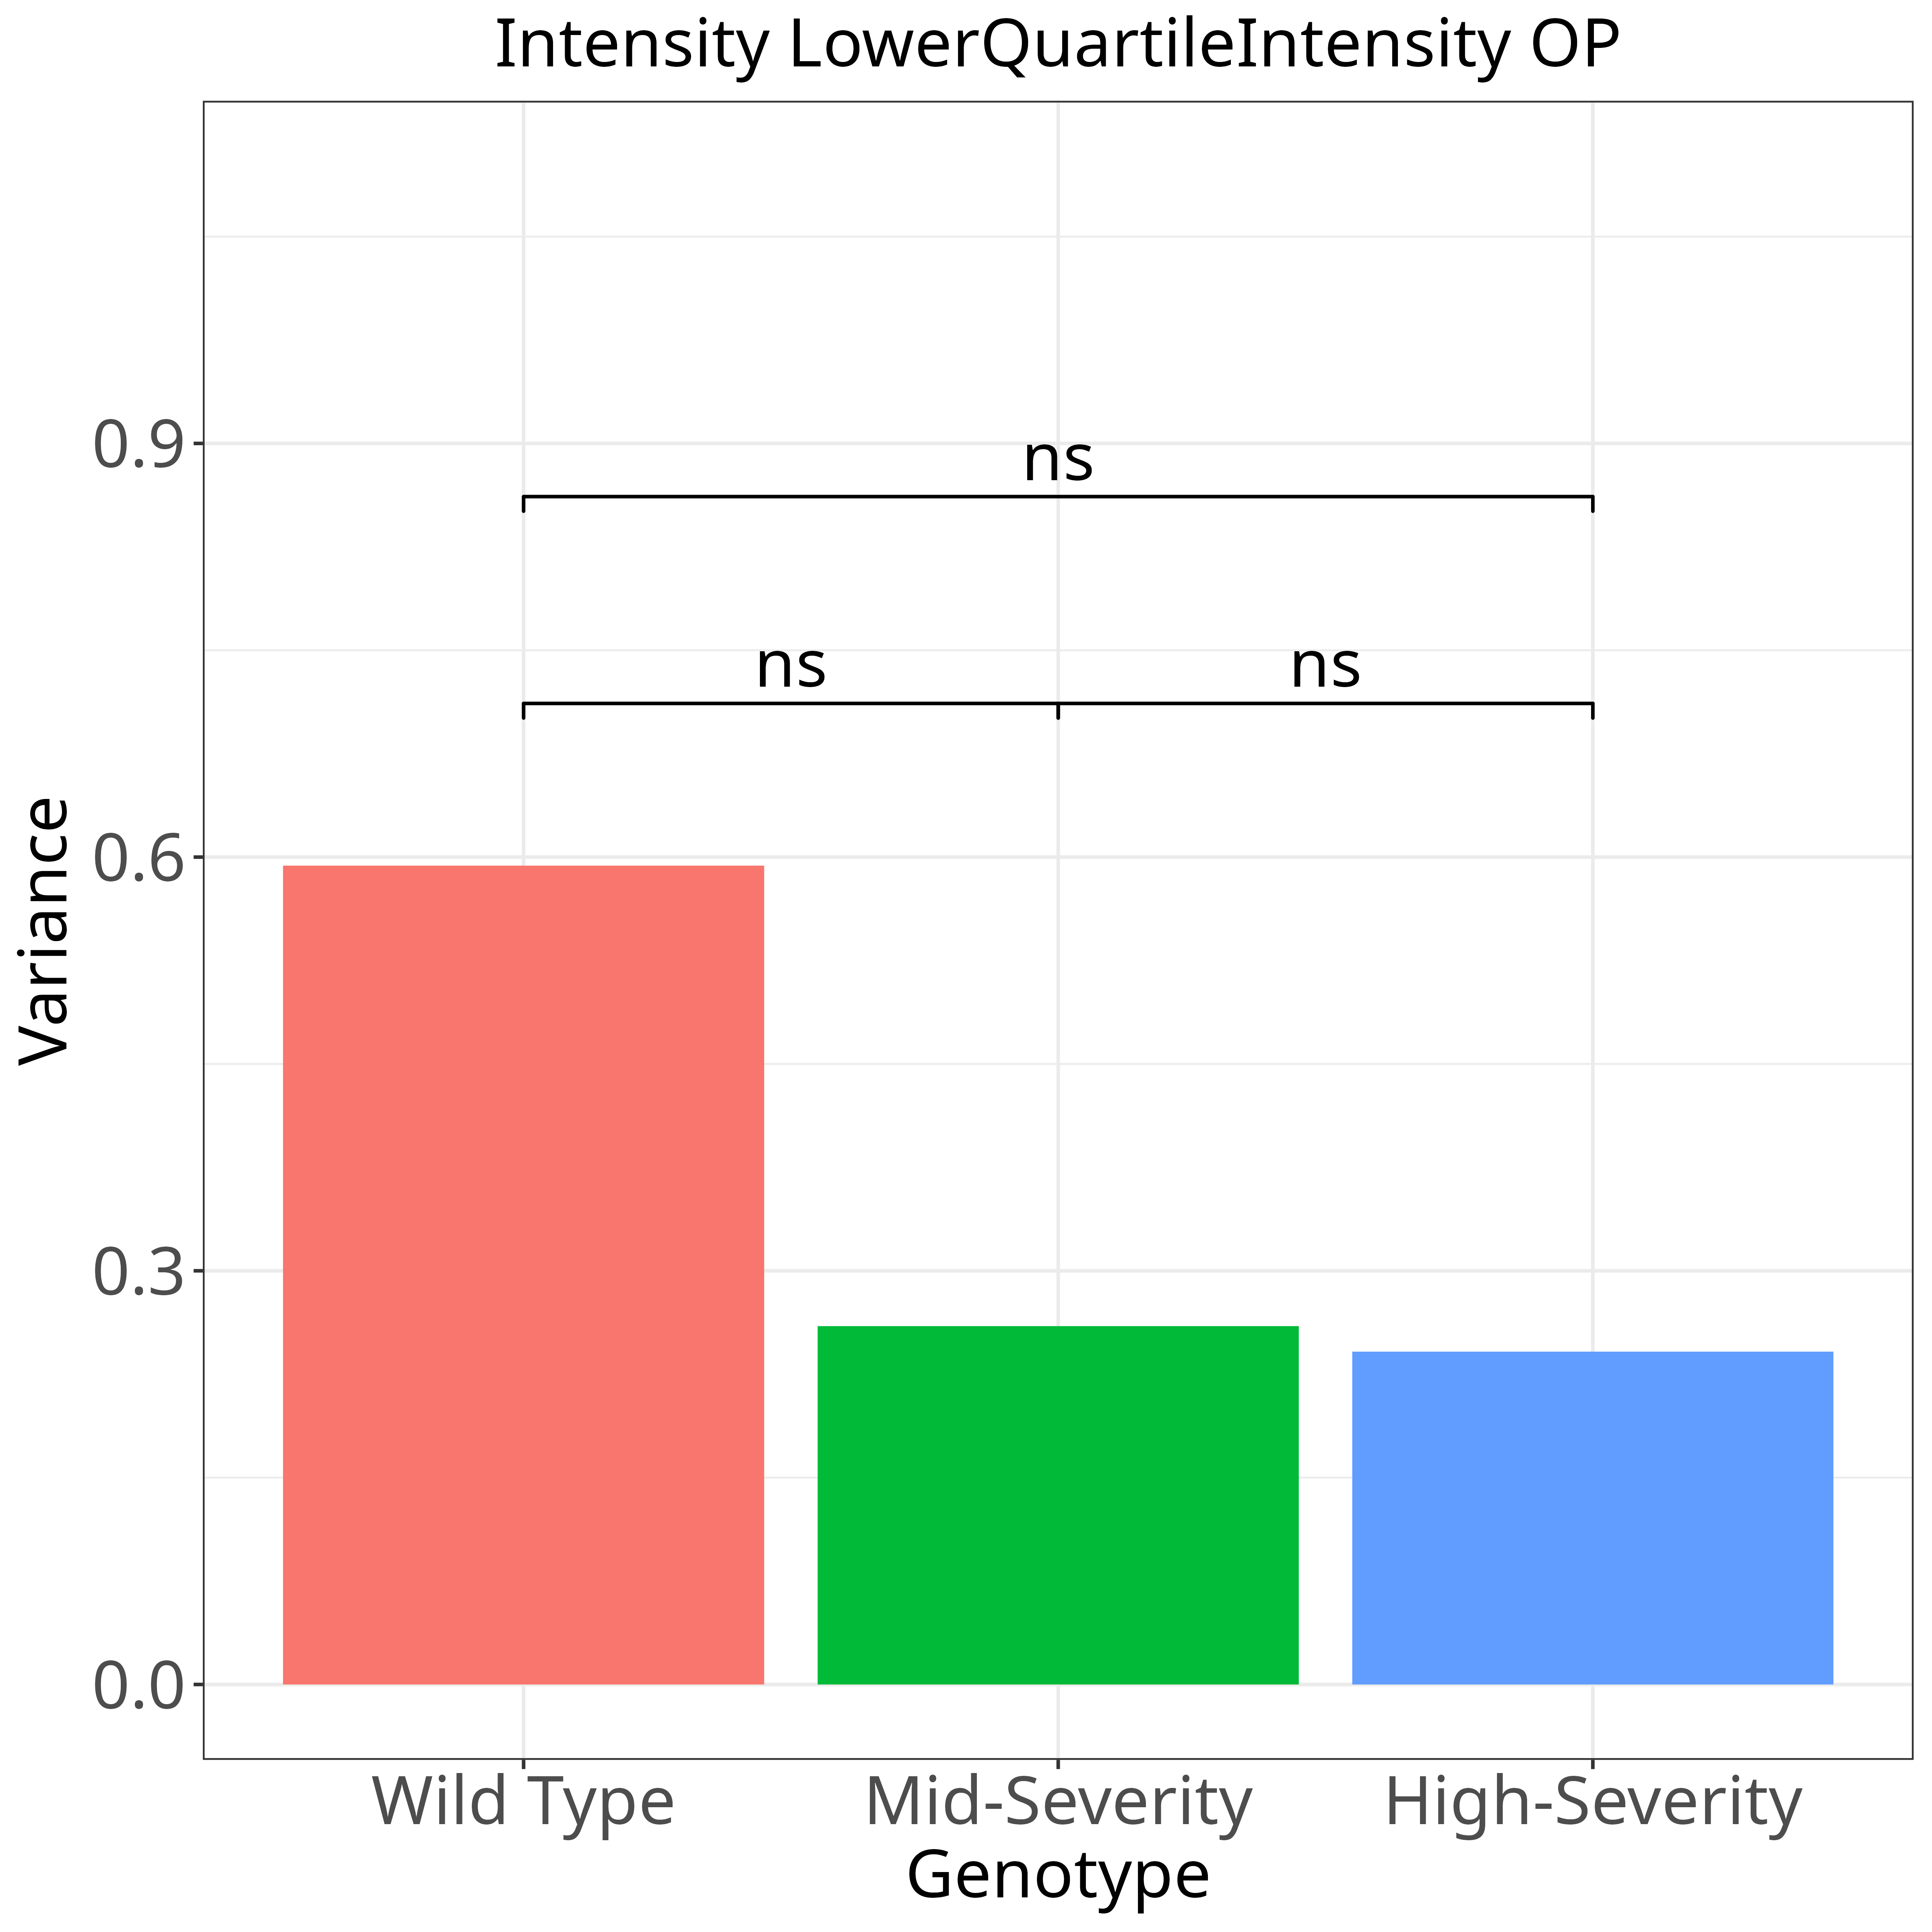 Intensity LowerQuartileIntensity OP
Variance
0.9
0.6
0.3
0.0
ns
ns ns
Wild Type Mid-Severity High-Severity
Genotype